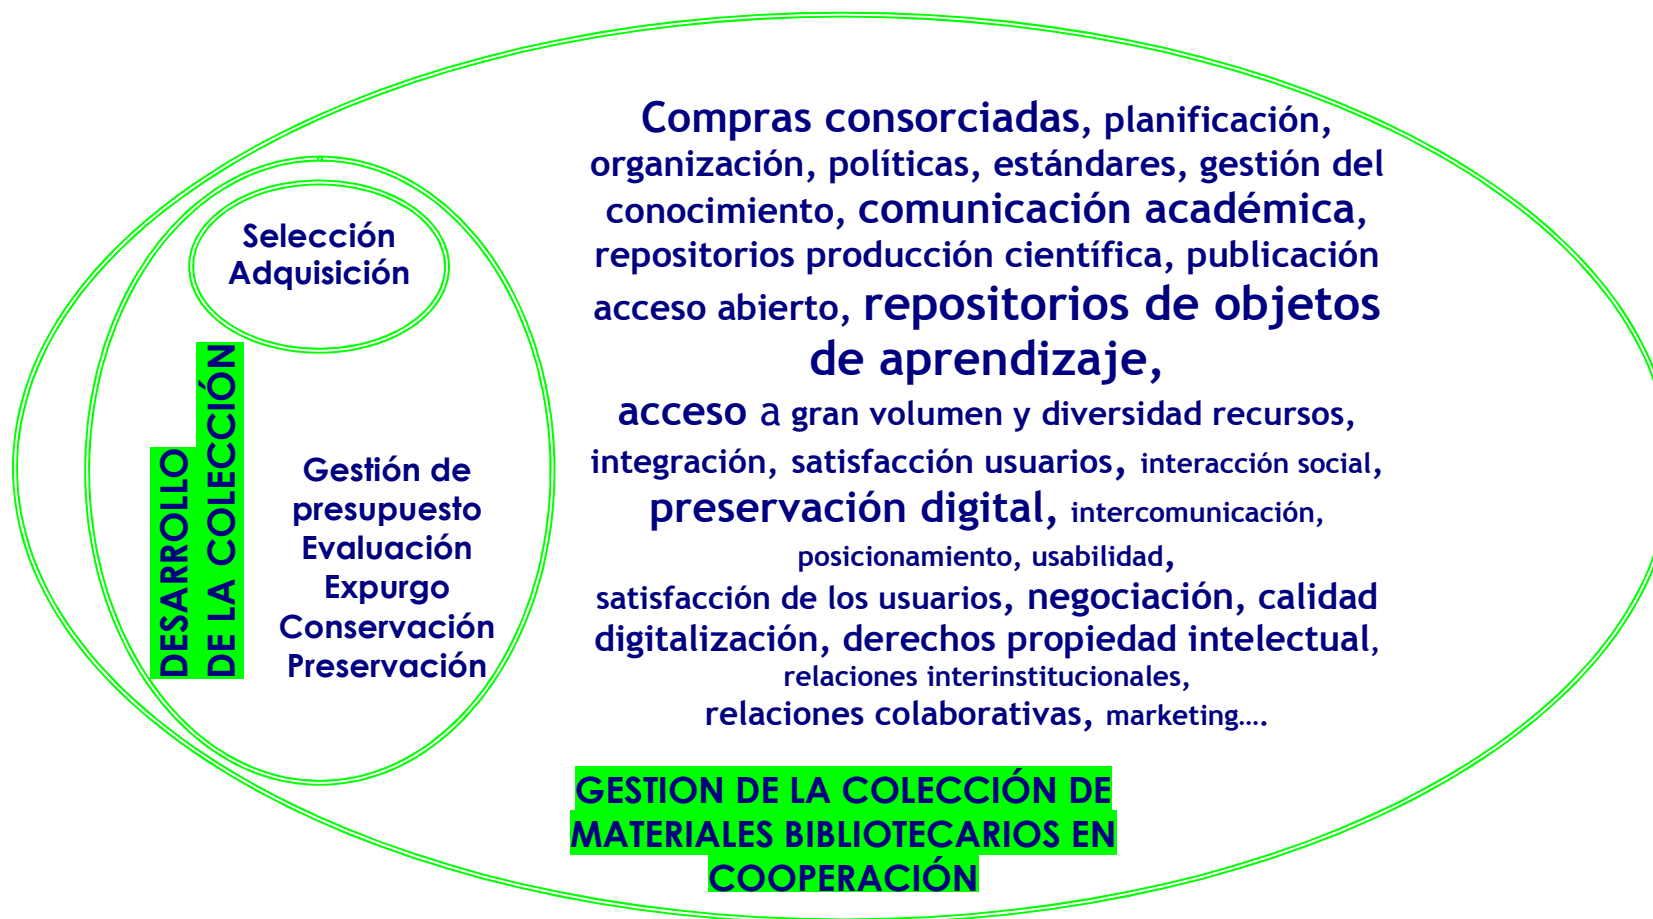 Selección
Adquisición
DESARROLLO
DE LA COLECCIÓN
Gestión de
presupuesto
Evaluación
Expurgo
Conservación
Preservación
Compras consorciadas, planificación,
organización, políticas, estándares, gestión del
conocimiento, comunicación académica,
repositorios producción científica, publicación
acceso abierto, repositorios de objetos
de aprendizaje,
acceso a gran volumen y diversidad recursos,
integración, satisfacción usuarios, interacción social,
preservación digital, intercomunicación,
posicionamiento, usabilidad,
satisfacción de los usuarios, negociación, calidad
digitalización, derechos propiedad intelectual,
relaciones interinstitucionales,
relaciones colaborativas, marketing….
GESTION DE LA COLECCIÓN DE
MATERIALES BIBLIOTECARIOS EN
COOPERACIÓN